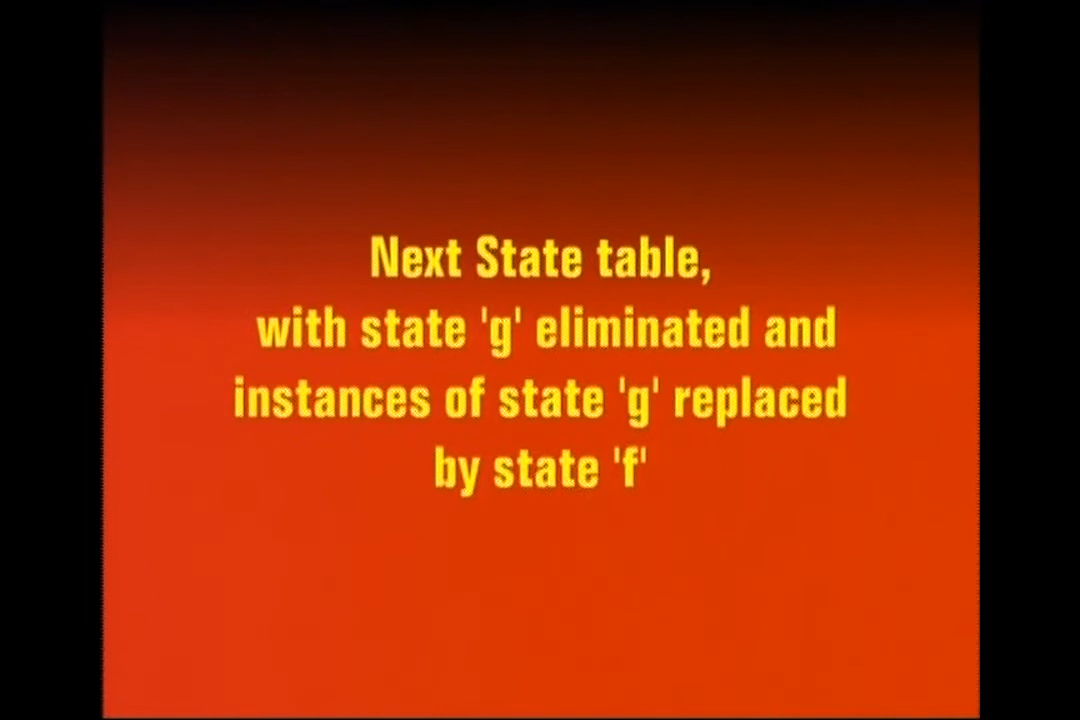 Next State table,
with state 'g' eliminated and
instances of state 'g' replaced
by state 'f'